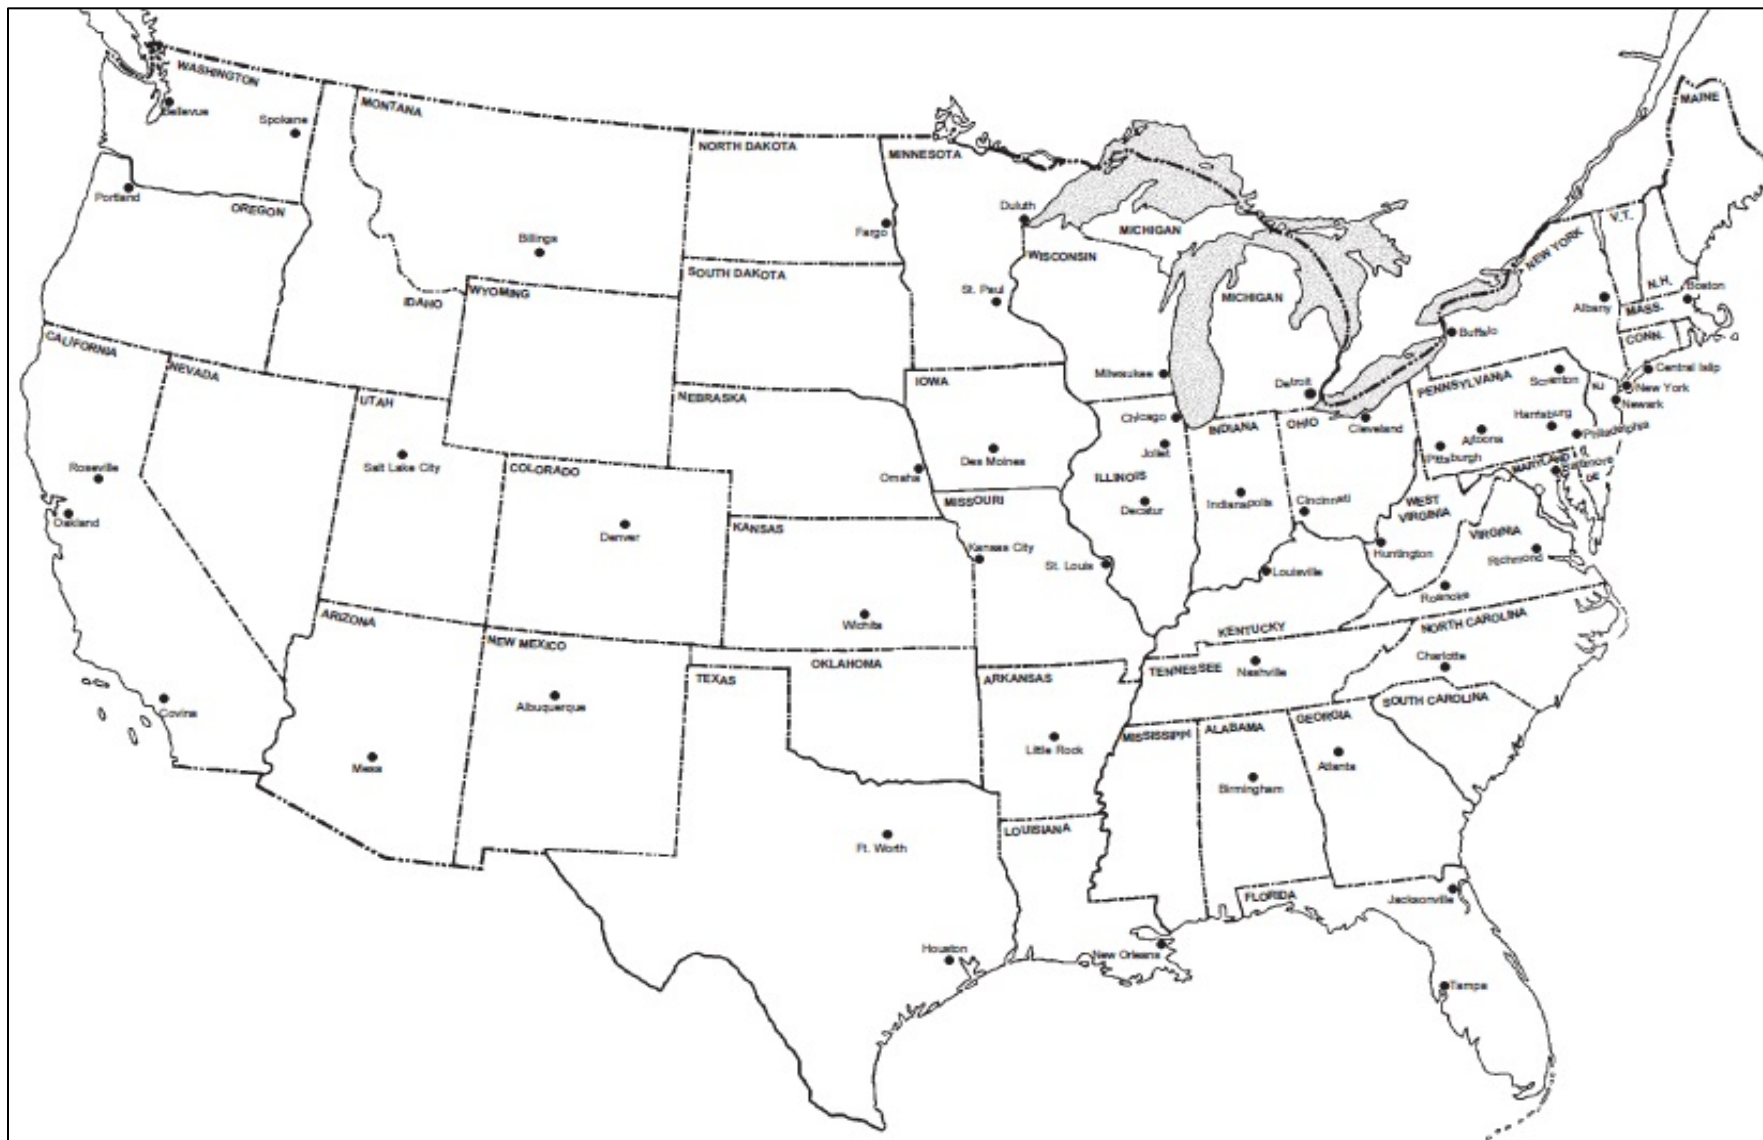 WASHINGTON
Bellevue
Spokane
MONTANA
NORTH DAKOTA
MINNESOTA
MAINE
Portland
OREGON
Billings
Fargo
Duluth
MICHIGAN
V.T.
NEW YORK
WISCONSIN
SOUTH DAKOTA
IDAHO
WYOMING
St. Paul
MICHIGAN
N.H.
Boston
Albany
MASS.
CALIFORNIA
NEVADA
Buffalo
CONN.
UTAH
NEBRASKA
IOWA
Milwaukee
Detroit
PENNSYLVANIA
Scranton
NJ
Central Islip
New York
Newark
Chicago
INDIANA
OHIO
Cleveland
Harrisburg
Altoona
Philadelphia
Pittsburgh
Roseville
Salt Lake City
COLORADO
Omaha
Des Moines
Joliet
ILLINOIS
MARYLAND
Baltimore
DE
Oakland
Denver
KANSAS
MISSOURI
Decatur
Indianapolis
Cincinnati
WEST
VIRGINIA
VIRGINIA
Kansas City
St. Louis
Louisville
Huntington
Richmond
Roanoke
ARIZONA
Wichita
KENTUCKY
NORTH CAROLINA
NEW MEXICO
OKLAHOMA
TEXAS
ARKANSAS
TENNESSEE
Nashville
Charlotte
Covina
Albuquerque
SOUTH CAROLINA
Little Rock
MISSISSIPPI
ALABAMA
GEORGIA
Mesa
Birmingham
Atlanta
Ft. Worth
LOUISIANA
FLORIDA
Jacksonville
Houston
New Orleans
Tampa